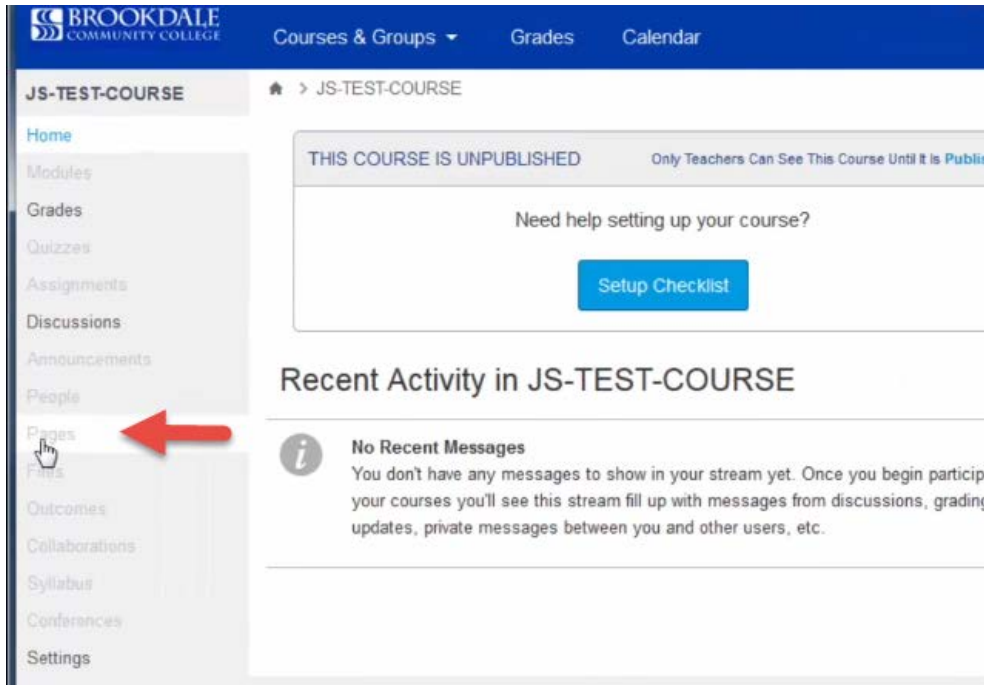 BROOKDALE
COMMUNITY COLLEGE
Courses & Groups
Grades
Calendar
JS-TEST-COURSE
> JS-TEST-COURSE
Home
Modules
Grades
Quizzes
Assignments
Discussions
Announcements
People
Pages
Files
Outcomes
Collaborations
Syllabus
Conferences
Settings
THIS COURSE IS UNPUBLISHED
Only Teachers Can See This Course Until It Is Publi
Need help setting up your course?
Setup Checklist
Recent Activity in JS-TEST-COURSE
No Recent Messages
You don't have any messages to show in your stream yet. Once you begin particip
your courses you'll see this stream fill up with messages from discussions, grading
updates, private messages between you and other users, etc.